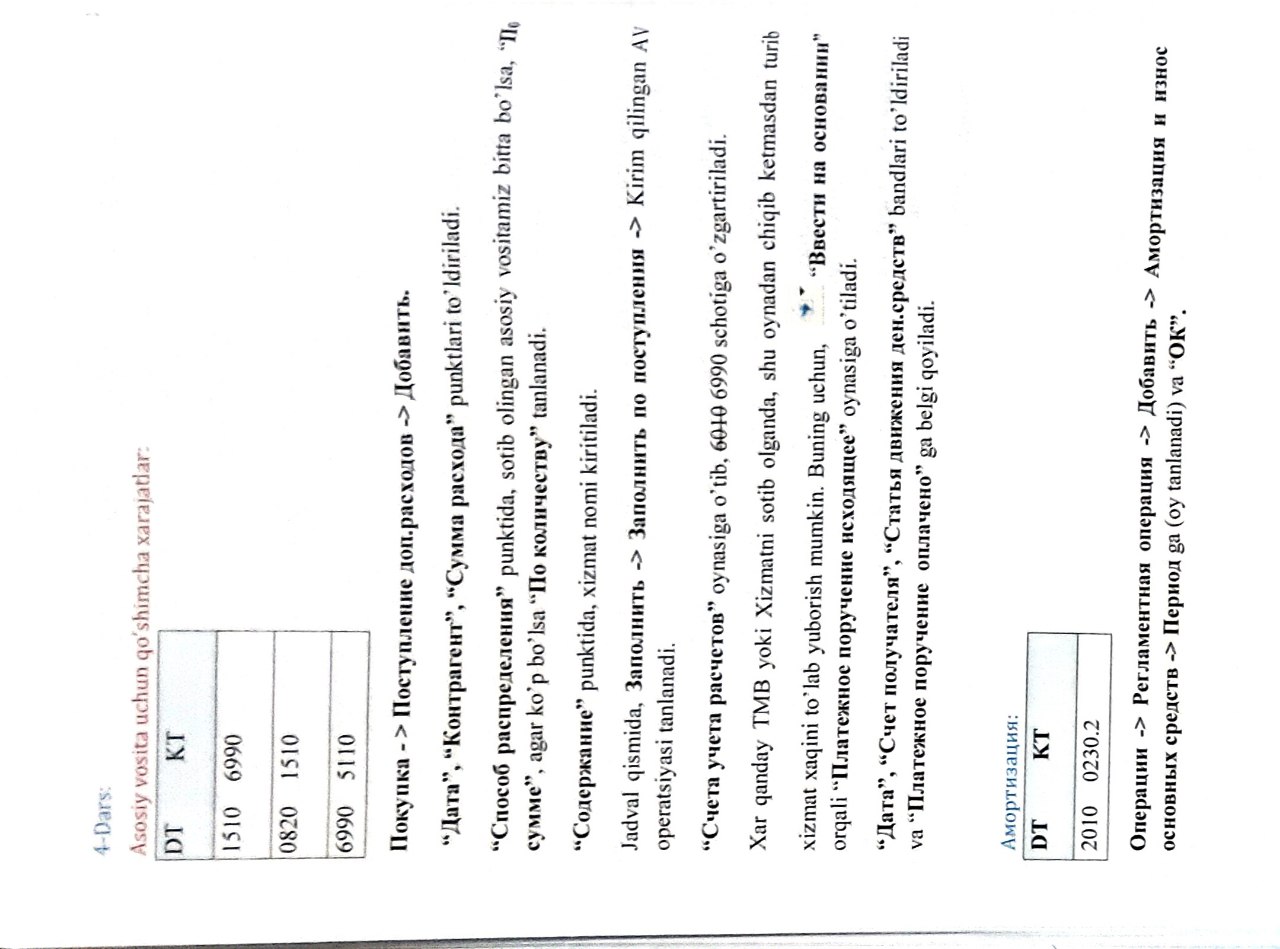 4-Dars:
Asosiy vosita uchun qo'shimcha xarajatlar:
DT KT
1510 6990
0820 1510
6990 5110
Покупка - > Поступление доп.расходов -> Добавить.
“Дата”, “Контрагент”, “Сумма расхода” punktlari to’ldiriladi.
“Способ распределения” punktida, sotib olingan asosiy vositamiz bitta bo’lsa, “По
сумме”, agar ko’p bo’lsa “По количеству” tanlanadi.
“Содержание” punktida, xizmat nomi kiritiladi.
Jadval qismida, Заполнить -> Заполнить по поступления -> Kirim qilingan AV
operatsiyasi tanlanadi.
“Счета учета расчетов” oynasiga o’tib, 6010 6990 schotiga o’zgartiriladi.
Xar qanday TMB yoki Xizmatni sotib olganda, shu oynadan chiqib ketmasdan turib
xizmat xaqini to’lab yuborish mumkin. Buning uchun, “Ввести на основании”
orqali “Платежное поручение исходяще” oynasiga o’tiladi.
“Дата”, “Счет получателя”, “Статья движения ден.средств” bandlari to’ldiriladi
va “Платежное поручение оплачено” ga belgi qoyiladi.
Амортизация:
DT KT
2010 0230.2
Операции -> Регламентная операция -> Добавить -> Амортизация и износ
основных средств -> Период ga (oy tanlanadi) va “ОК”.